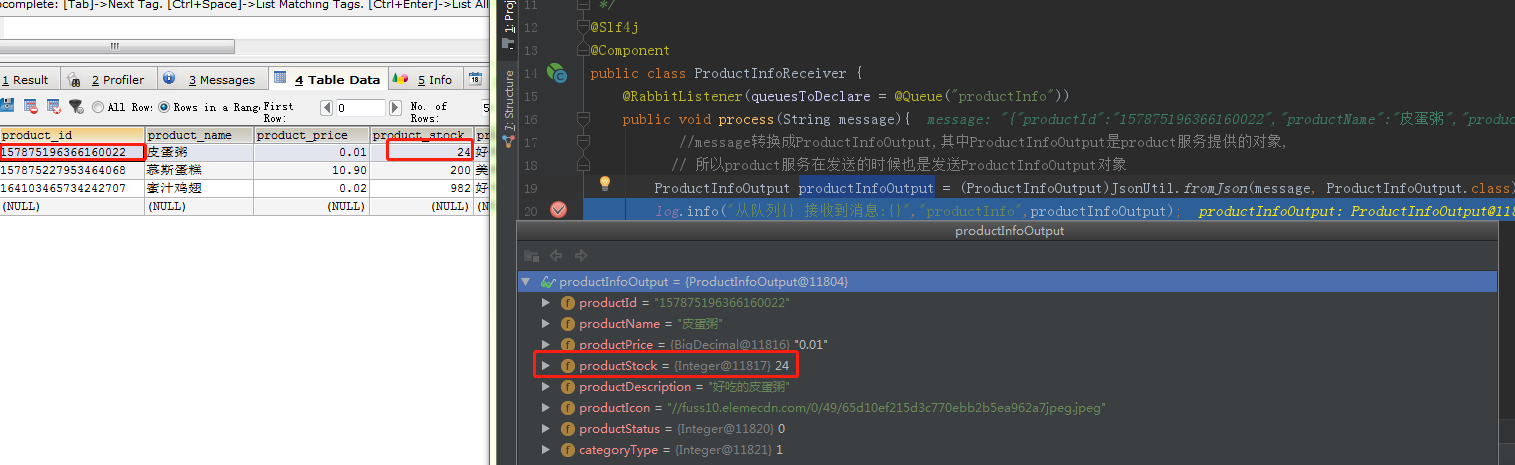 ocomplete: [Tab]->Next Tag. [Ctrl+Space]->List Matching Tags. [Ctrl+Enter]->List All
1 Result 2 Profiler 3 Messages 4 Table Data 5 Info
All Row: Rows in a Rang First Row: 0 No. of Rows: 5
product_id product_name product_price product_stock
157875196366160022 皮蛋粥 0.01 24 好
157875227953464068 慕斯蛋糕 10.90 200 美
164103465734242707 蜜汁鸡翅 0.02 982 好
(NULL) (NULL) (NULL) (NULL) (NULL)
1: Proj
7: Structure
11 */
12 @Slf4j
13 @Component
14 public class ProductInfoReceiver {
15 @RabbitListener(queuesToDeclare = @Queue("productInfo"))
16 public void process(String message){ message: "{"productId":"157875196366160022","productName":"皮蛋粥","produc
17 //message转换成ProductInfoOutput,其中ProductInfoOutput是product服务提供的对象,
18 // 所以product服务在发送的时候也是发送ProductInfoOutput对象
19 ProductInfoOutput productInfoOutput = (ProductInfoOutput)JsonUtil.fromJson(message, ProductInfoOutput.class)
20 log.info("从队列{} 接收到消息:{}","productInfo",productInfoOutput); productInfoOutput: ProductInfoOutput@118
productInfoOutput
productInfoOutput = {ProductInfoOutput@11804}
productId = "157875196366160022"
productName = "皮蛋粥"
productPrice = {BigDecimal@11816} "0.01"
productStock = {Integer@11817} 24
productDescription = "好吃的皮蛋粥"
productIcon = "//fuss10.elemecdn.com/0/49/65d10ef215d3c770ebb2b5ea962a7jpeg.jpeg"
productStatus = {Integer@11820} 0
categoryType = {Integer@11821} 1